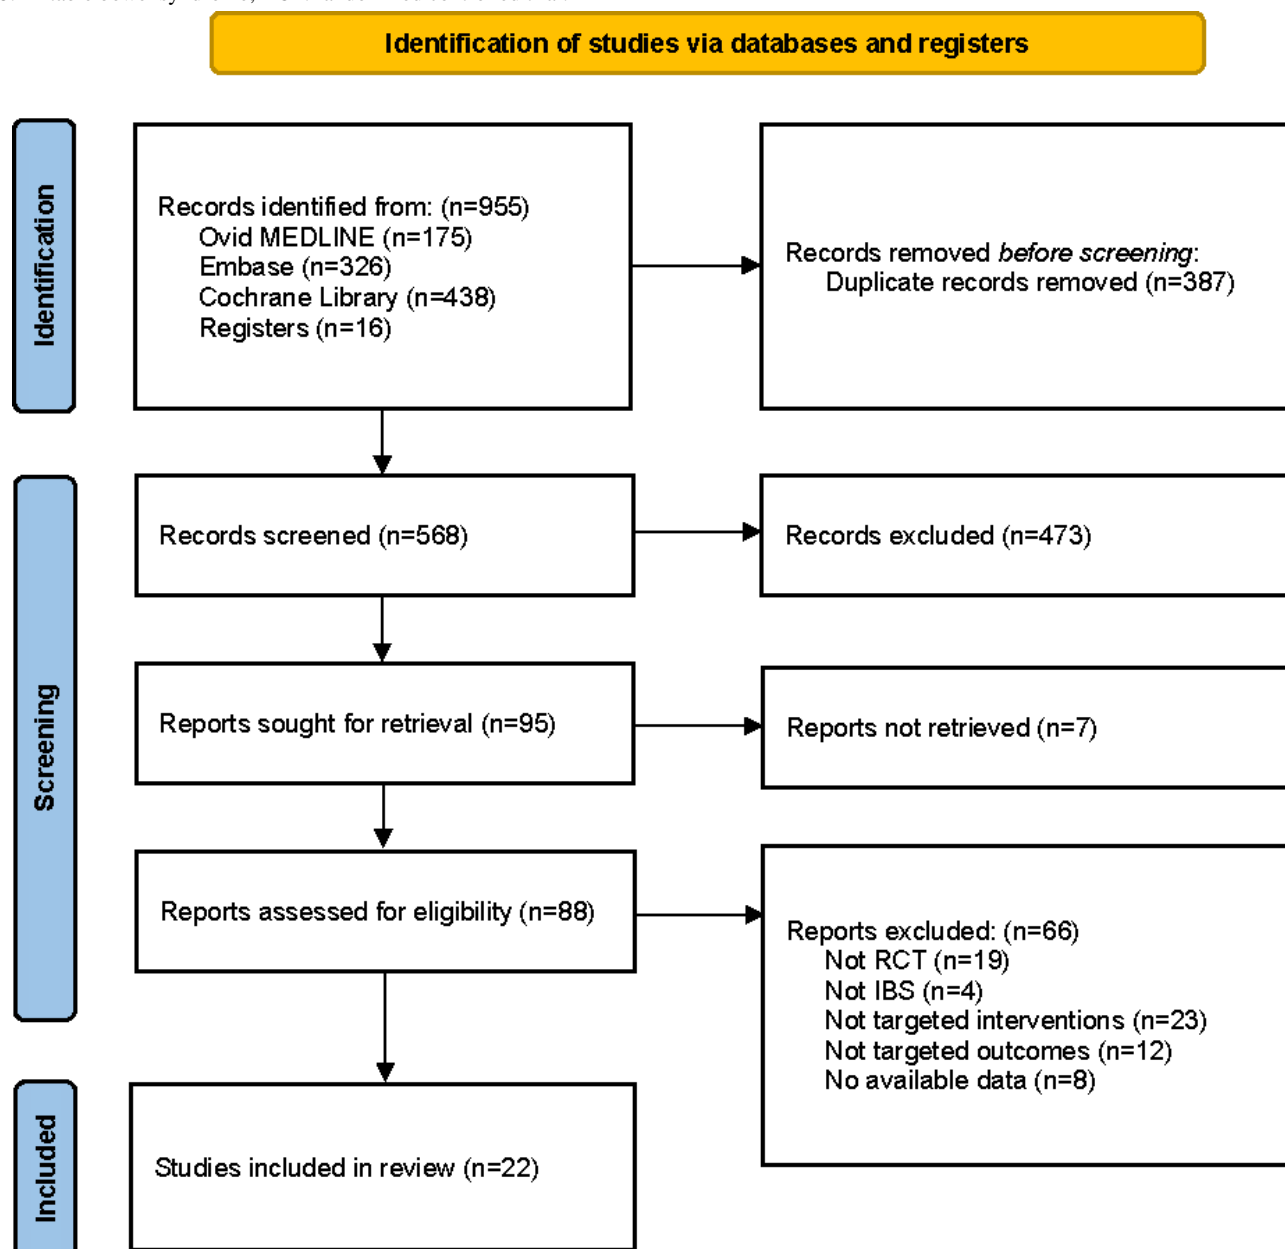 Identification of studies via databases and registers
Identification
Records identified from: (n=955)
Ovid MEDLINE (n=175)
Embase (n=326)
Cochrane Library (n=438)
Registers (n=16)
Records removed before screening:
Duplicate records removed (n=387)
Screening
Records screened (n=568)
Records excluded (n=473)
Reports sought for retrieval (n=95)
Reports not retrieved (n=7)
Reports assessed for eligibility (n=88)
Reports excluded: (n=66)
Not RCT (n=19)
Not IBS (n=4)
Not targeted interventions (n=23)
Not targeted outcomes (n=12)
No available data (n=8)
Included
Studies included in review (n=22)